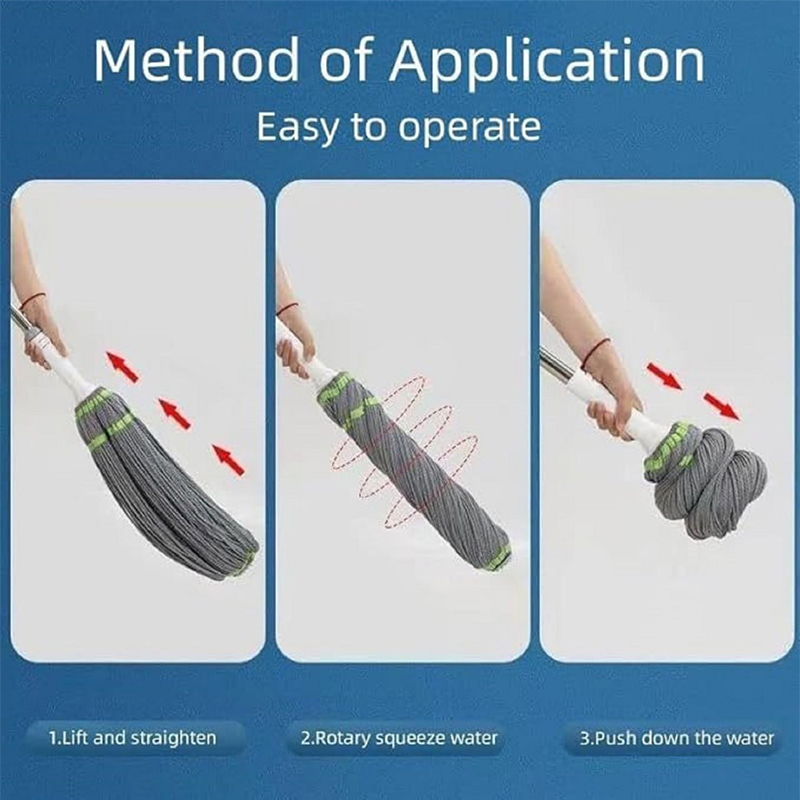 Method of Application
Easy to operate
1.Lift and straighten
2.Rotary squeeze water
3.Push down the water